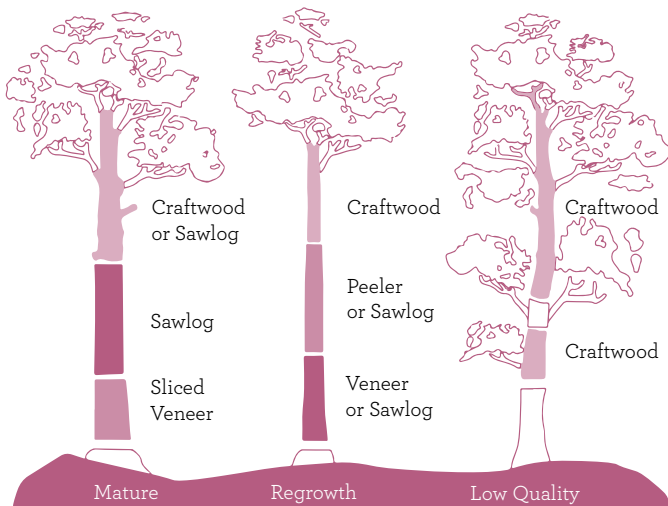 Craftwood
or Sawlog
Sawlog
Sliced
Veneer
Mature
Craftwood
Peeler
or Sawlog
Veneer
or Sawlog
Regrowth
Craftwood
Craftwood
Low Quality